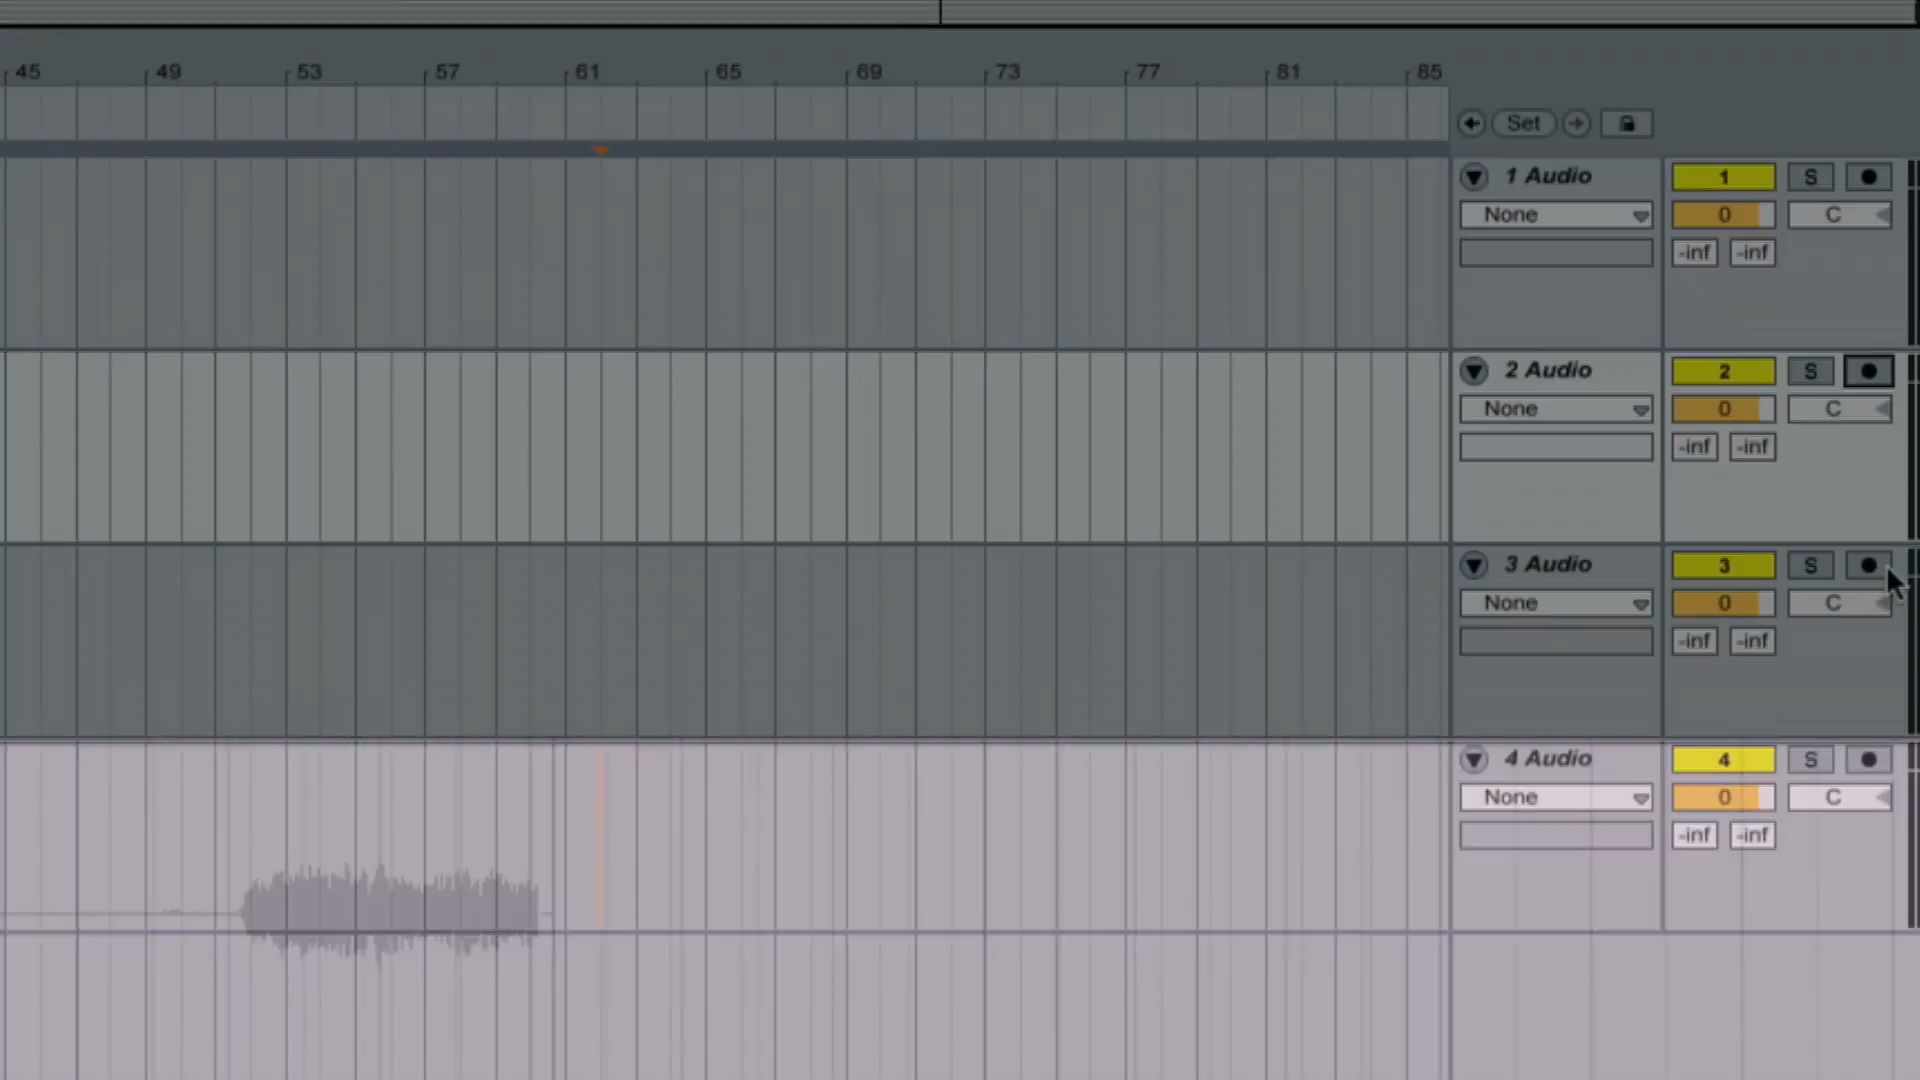 45 49 53 57 61 65 69 73 77 81 85
Set
1 Audio 1 S
None 0 C
-inf -inf
2 Audio 2 S
None 0 C
-inf -inf
3 Audio 3 S
None 0 C
-inf -inf
4 Audio 4 S
None 0 C
-inf -inf